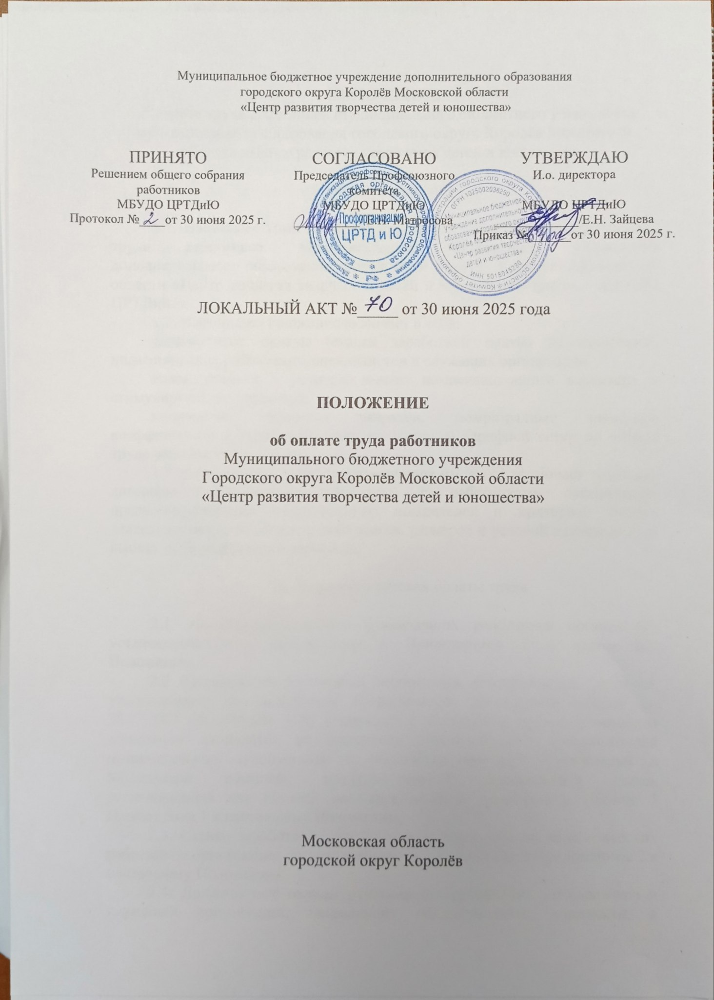 Муниципальное бюджетное учреждение дополнительного образования
городского округа Королёв Московской области
«Центр развития творчества детей и юношества»
ПРИНЯТО
Решением общего собрания
работников
МБУДО ЦРТДиЮ
Протокол № 2 от 30 июня 2025 г.
СОГЛАСОВАНО
Председатель Профсоюзного
комитета
МБУДО ЦРТДиЮ
Е.Н. Матросова
УТВЕРЖДАЮ
И.о. директора
МБУДО ЦРТДиЮ
/Е.Н. Зайцева
Приказ № от 30 июня 2025 г.
Профорганизация
ЦРТД и Ю
ОГРН 1025002036290
Муниципальное бюджетное
учреждение дополнительного
образования городского округа
Королёв Московской области
«Центр развития творчества
детей и юношества»
ИНН 5018045280
ЛОКАЛЬНЫЙ АКТ № 70 от 30 июня 2025 года
ПОЛОЖЕНИЕ
об оплате труда работников
Муниципального бюджетного учреждения
Городского округа Королёв Московской области
«Центр развития творчества детей и юношества»
Московская область
городской округ Королёв